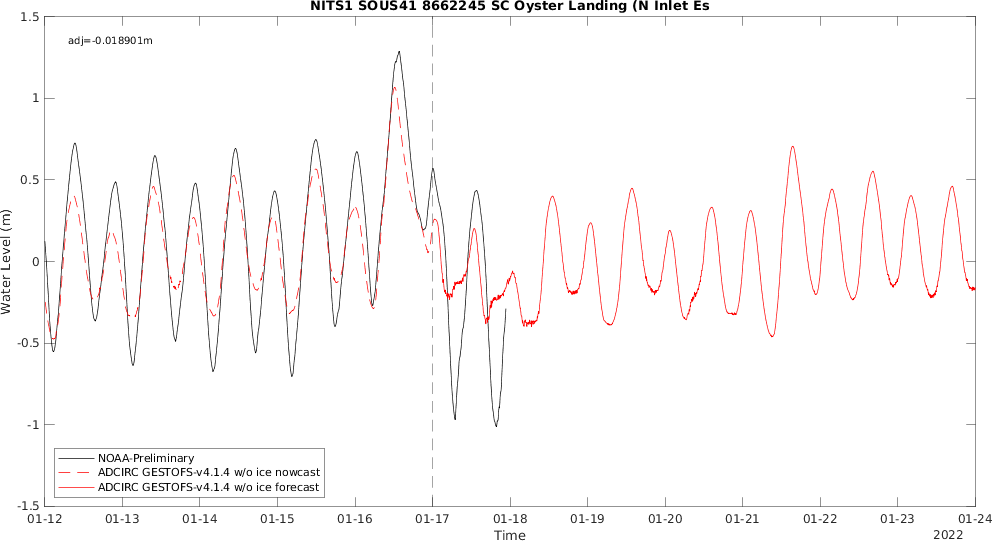 NITS1 SOUS41 8662245 SC Oyster Landing (N Inlet Es
adj=-0.018901m
1.5
1
0.5
0
-0.5
-1
-1.5
Water Level (m)
NOAA-Preliminary
ADCIRC GESTOFS-v4.1.4 w/o ice nowcast
ADCIRC GESTOFS-v4.1.4 w/o ice forecast
01-12 01-13 01-14 01-15 01-16 01-17 01-18 01-19 01-20 01-21 01-22 01-23 01-24
Time
2022